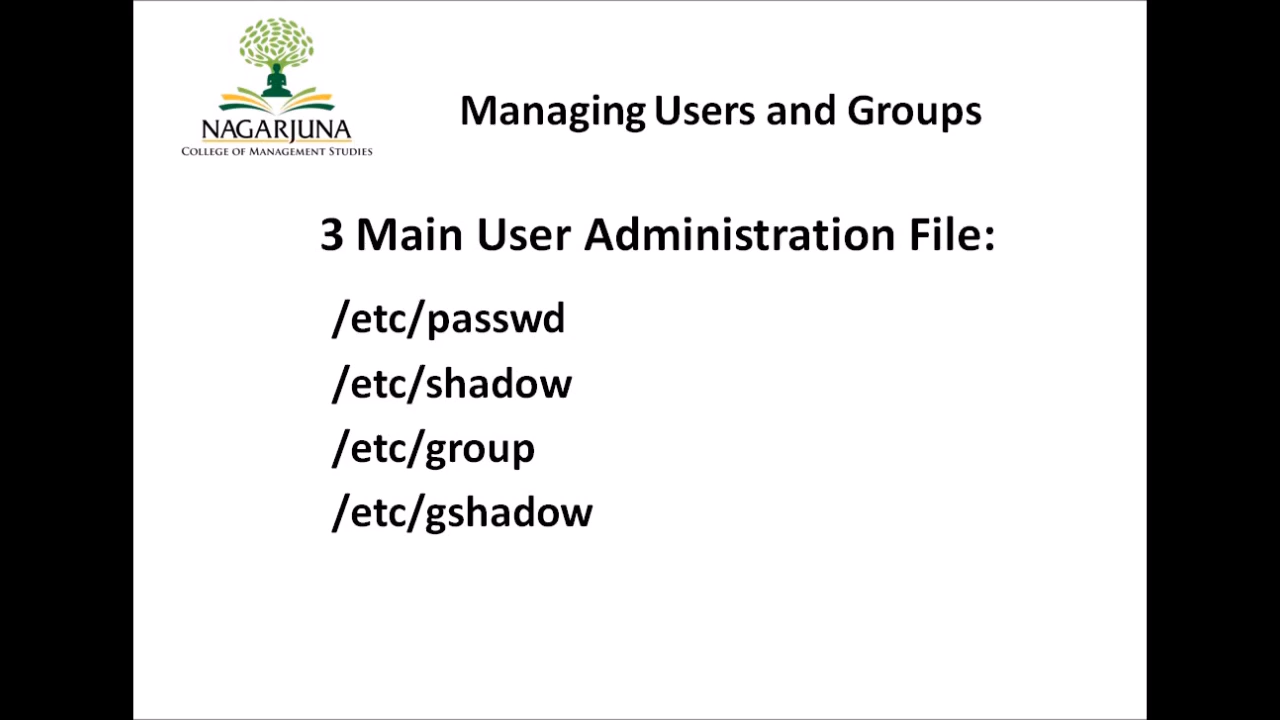 NAGARJUNA
COLLEGE OF MANAGEMENT STUDIES
Managing Users and Groups
3 Main User Administration File:
/etc/passwd
/etc/shadow
/etc/group
/etc/gshadow